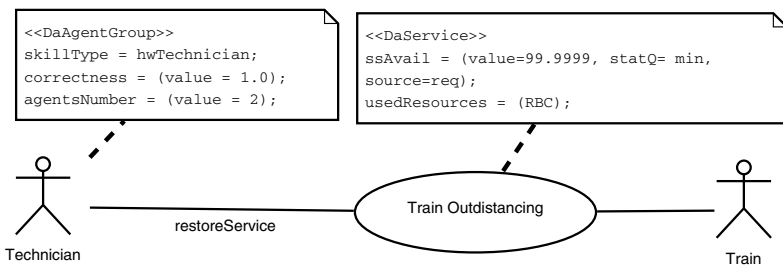 <<DaAgentGroup>>
skillType = hwTechnician;
correctness = (value = 1.0);
agentsNumber = (value = 2);
<<DaService>>
ssAvail = (value=99.9999, statQ= min,
source=req);
usedResources = (RBC);
Train Outdistancing
restoreService
Technician
Train